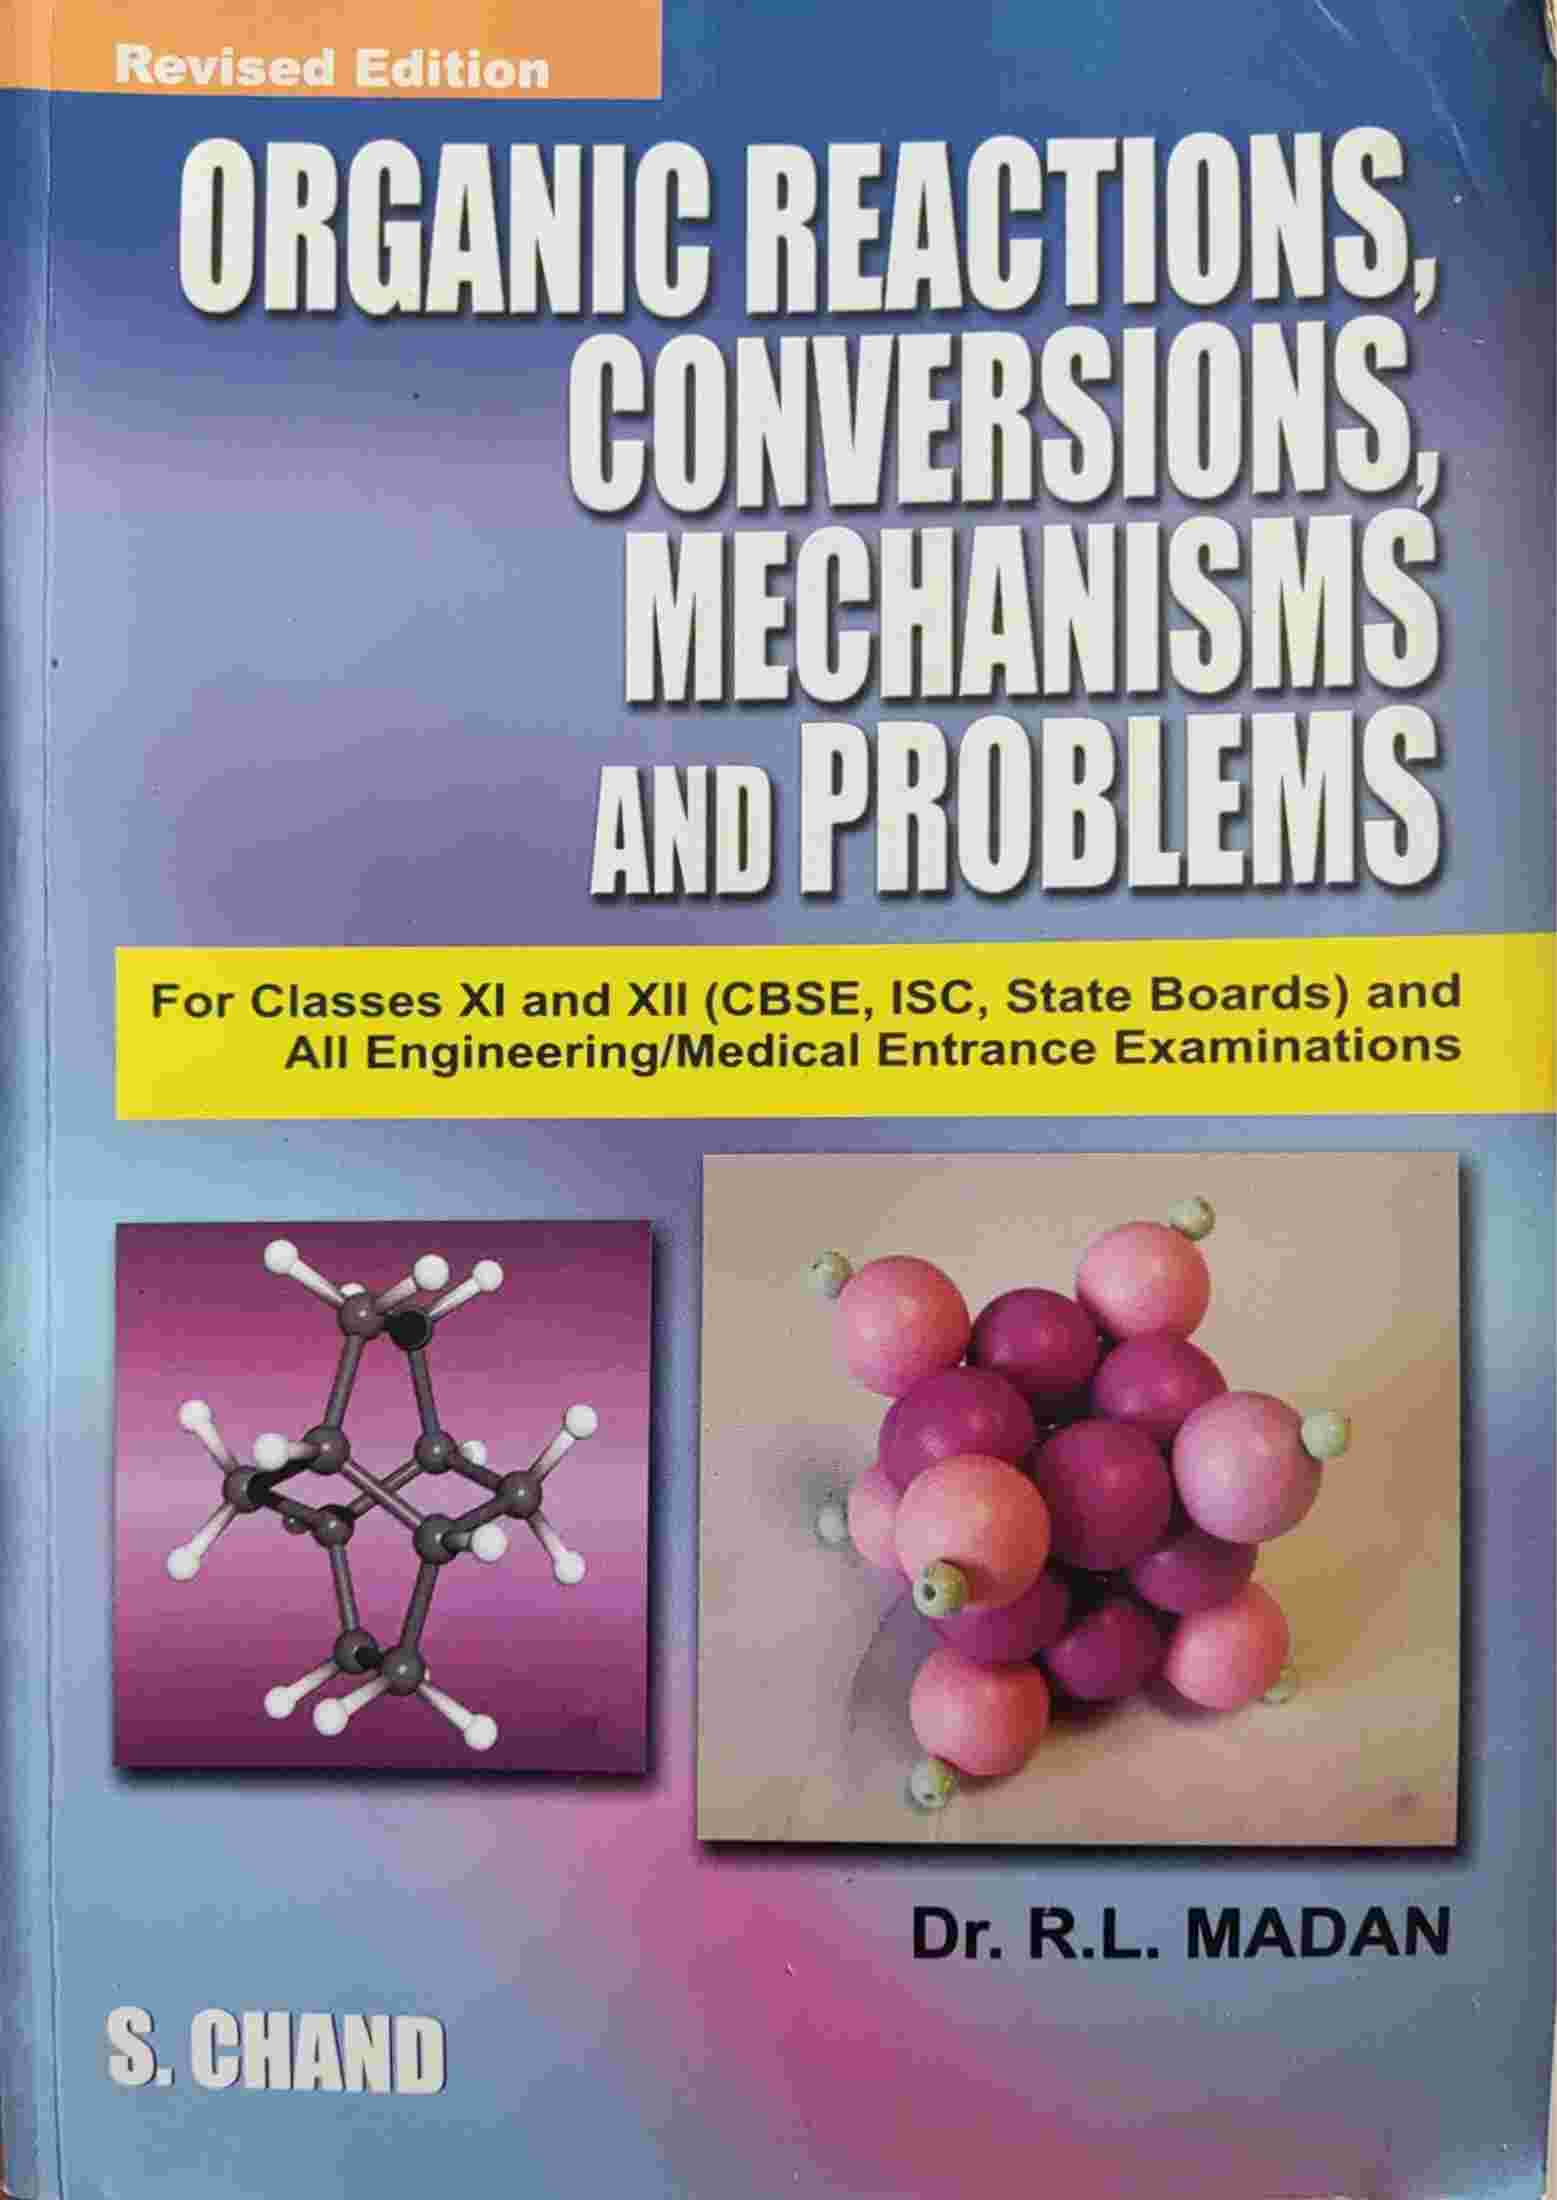 Revised Edition
ORGANIC REACTIONS,
CONVERSIONS,
MECHANISMS
AND PROBLEMS
For Classes XI and XII (CBSE, ISC, State Boards) and
All Engineering/Medical Entrance Examinations
Dr. R.L. MADAN
S. CHAND